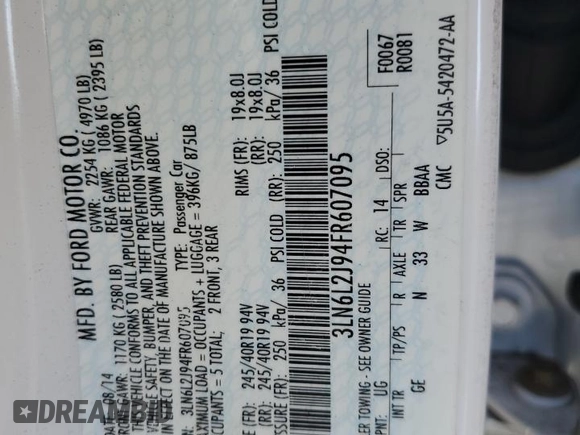 MFD. BY FORD MOTOR CO.
08/14 GVWR: 2254 KG ( 4970 LB)
GAWR: 1170 KG ( 2580 LB) REAR GAWR: 1086 KG ( 2395 LB)
VEHICLE CONFORMS TO ALL APPLICABLE FEDERAL MOTOR
VEHICLE SAFETY, BUMPER, AND THEFT PREVENTION STANDARDS
IN EFFECT ON THE DATE OF MANUFACTURE SHOWN ABOVE.
3LN6L2J94FR607095 TYPE: Passenger Car
MAXIMUM LOAD = OCCUPANTS + LUGGAGE = 396KG/ 875LB
OCCUPANTS = 5 TOTAL; 2 FRONT, 3 REAR
(FR): 245/40R19 94V RIMS (FR): 19x8.0J
(RR): 245/40R19 94V (RR): 19x8.0J
PRESSURE (FR): 250 kPa/ 36 PSI COLD (RR): 250 kPa/ 36 PSI COLD
3LN6L2J94FR607095
TRAILER TOWING - SEE OWNER GUIDE
F0067
R0081
PNT: UG RC: 14 DSO:
INT TR TP/PS R AXLE TR SPR
GE N 33 W BBAA
CMC ▽5U5A-5420472-AA
DREAMBID